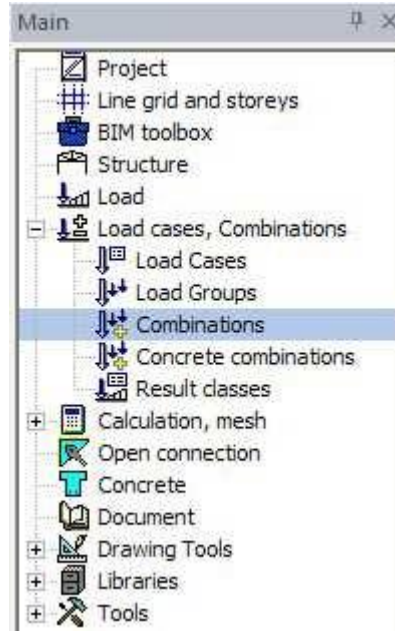 Main
Project
Line grid and storeys
BIM toolbox
Structure
Load
Load cases, Combinations
Load Cases
Load Groups
Combinations
Concrete combinations
Result classes
Calculation, mesh
Open connection
Concrete
Document
Drawing Tools
Libraries
Tools